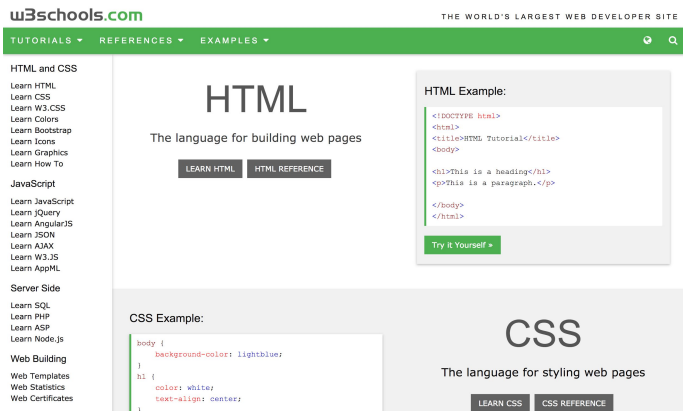 w3schools.com
THE WORLD'S LARGEST WEB DEVELOPER SITE
TUTORIALS REFERENCES EXAMPLES
HTML and CSS
Learn HTML
Learn CSS
Learn W3.CSS
Learn Colors
Learn Bootstrap
Learn Icons
Learn Graphics
Learn How To
JavaScript
Learn JavaScript
Learn jQuery
Learn AngularJS
Learn JSON
Learn AJAX
Learn W3.JS
Learn AppML
Server Side
Learn SQL
Learn PHP
Learn ASP
Learn Node.js
Web Building
Web Templates
Web Statistics
Web Certificates
HTML
The language for building web pages
LEARN HTML HTML REFERENCE
HTML Example:
<!DOCTYPE html>
<html>
<title>HTML Tutorial</title>
<body>
<h1>This is a heading</h1>
<p>This is a paragraph.</p>
</body>
</html>
Try it Yourself »
CSS Example:
body {
    background-color: lightblue;
}
h1 {
    color: white;
    text-align: center;
}
CSS
The language for styling web pages
LEARN CSS CSS REFERENCE